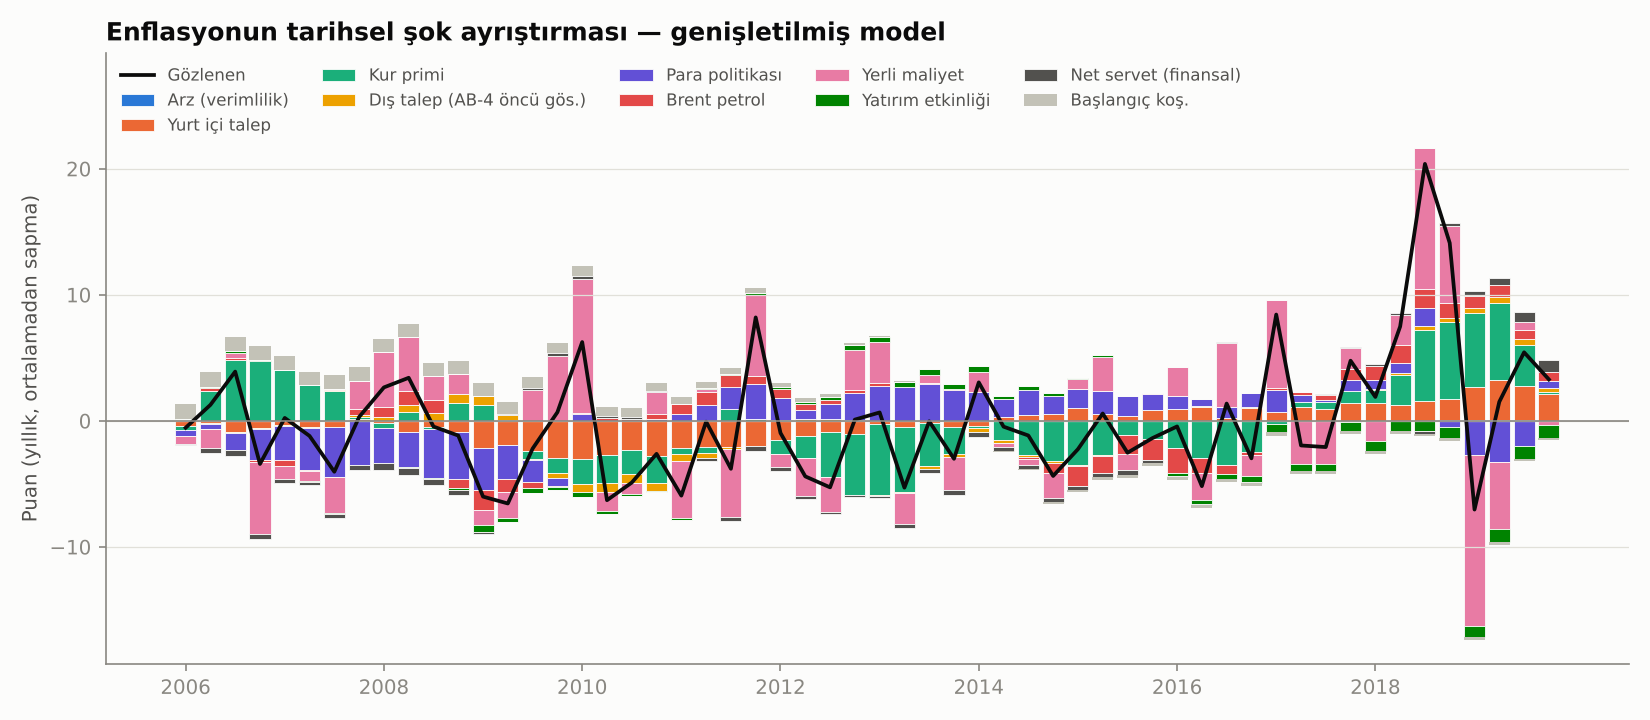 Enflasyonun tarihsel şok ayrıştırması — genişletilmiş model
Gözlenen
Arz (verimlilik)
Yurt içi talep
Kur primi
Dış talep (AB-4 öncü gös.)
Para politikası
Brent petrol
Yerli maliyet
Yatırım etkinliği
Net servet (finansal)
Başlangıç koş.
Puan (yıllık, ortalamadan sapma)
20
10
0
−10
2006 2008 2010 2012 2014 2016 2018